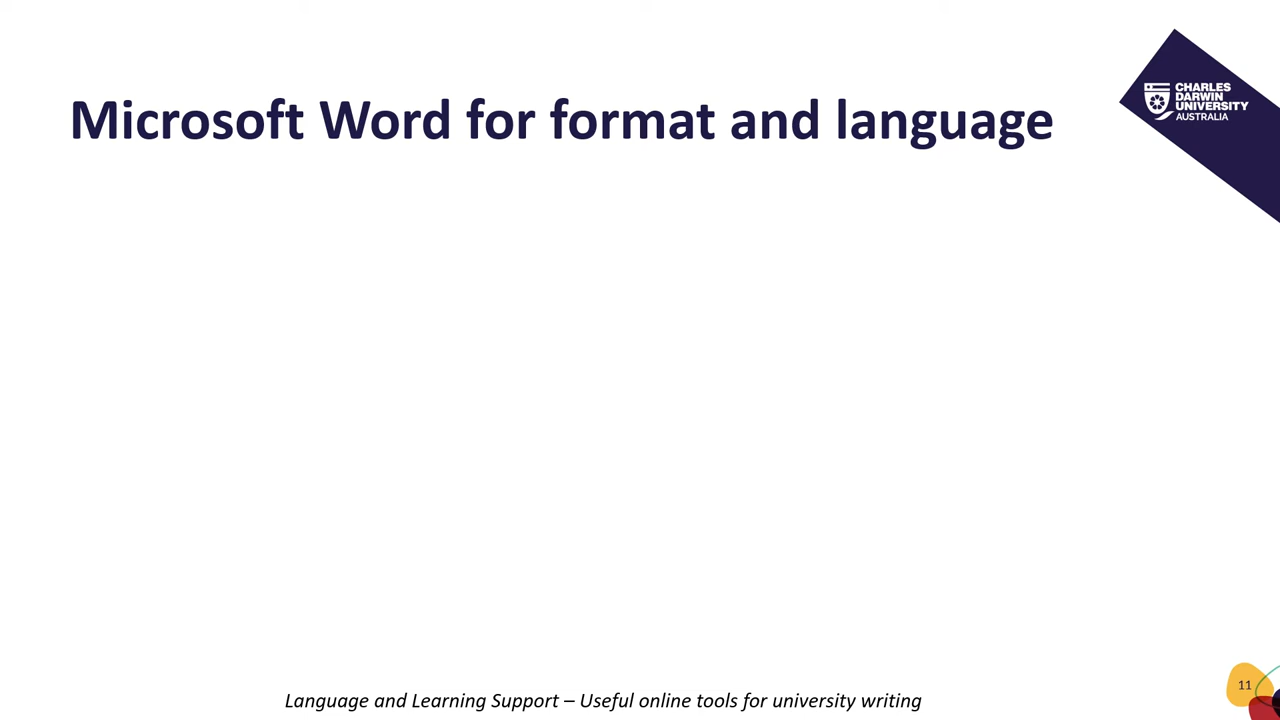 Microsoft Word for format and language
CHARLES
DARWIN
UNIVERSITY
AUSTRALIA
11
Language and Learning Support – Useful online tools for university writing